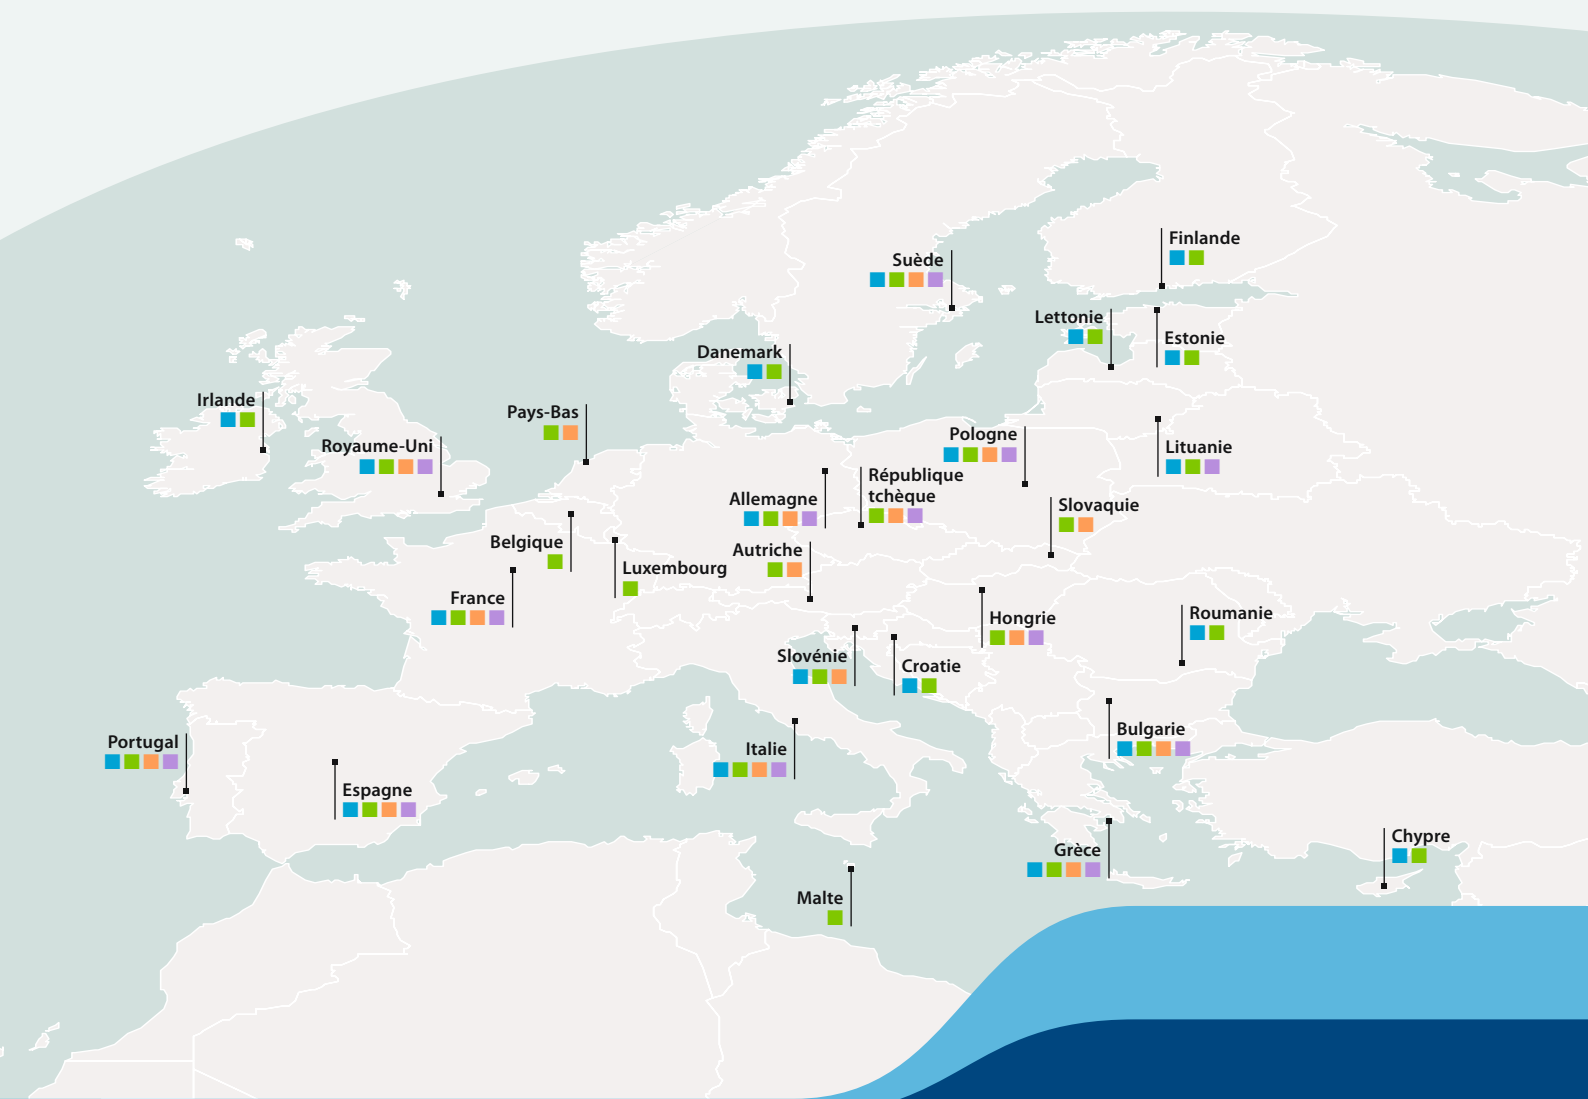 Finlande
Suède
Lettonie
Estonie
Danemark
Irlande
Pays-Bas
Royaume-Uni
Pologne
Lituanie
République
tchèque
Allemagne
Slovaquie
Belgique
Autriche
Luxembourg
France
Hongrie
Roumanie
Slovénie
Croatie
Bulgarie
Portugal
Italie
Espagne
Chypre
Grèce
Malte